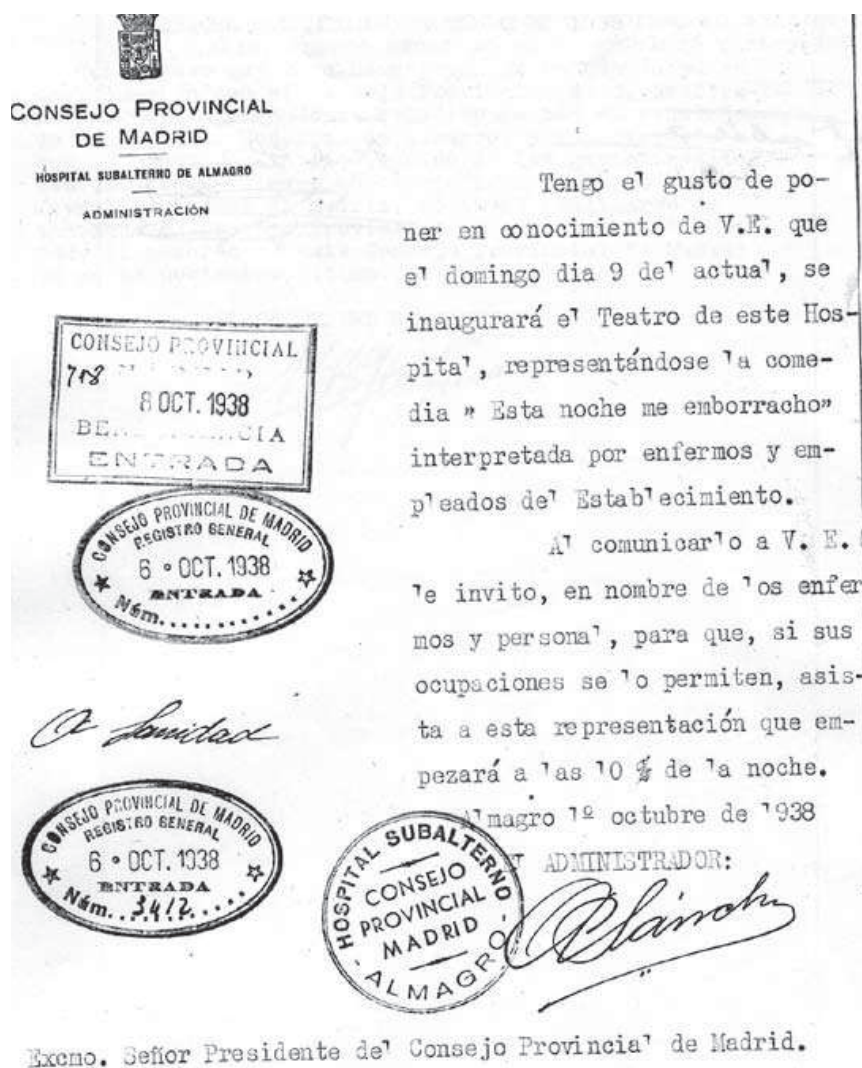 CONSEJO PROVINCIAL
DE MADRID
HOSPITAL SUBALTERNO DE ALMAGRO
ADMINISTRACIÓN
Tengo el gusto de po-
ner en conocimiento de V.E. que
el domingo dia 9 del actual, se
inaugurará el Teatro de este Hos-
pital, representándose la come-
dia " Esta noche me emborracho"
interpretada por enfermos y em-
pleados del Establecimiento.
Al comunicarlo a V. E.
le invito, en nombre de los enfer
mos y personal, para que, si sus
ocupaciones se lo permiten, asis-
ta a esta representación que em-
pezará a las 10 ½ de la noche.
Almagro 1º octubre de 1938
ADMINISTRADOR:
CONSEJO PROVINCIAL
708
8 OCT. 1938
ENTRADA
CONSEJO PROVINCIAL DE MADRID
REGISTRO GENERAL
6 OCT. 1938
ENTRADA
Núm.
A Sanidad
CONSEJO PROVINCIAL DE MADRID
REGISTRO GENERAL
6 OCT. 1938
ENTRADA
Núm. 3412
HOSPITAL SUBALTERNO
CONSEJO
PROVINCIAL
MADRID
ALMAGRO
Excmo. Señor Presidente del Consejo Provincial de Madrid.